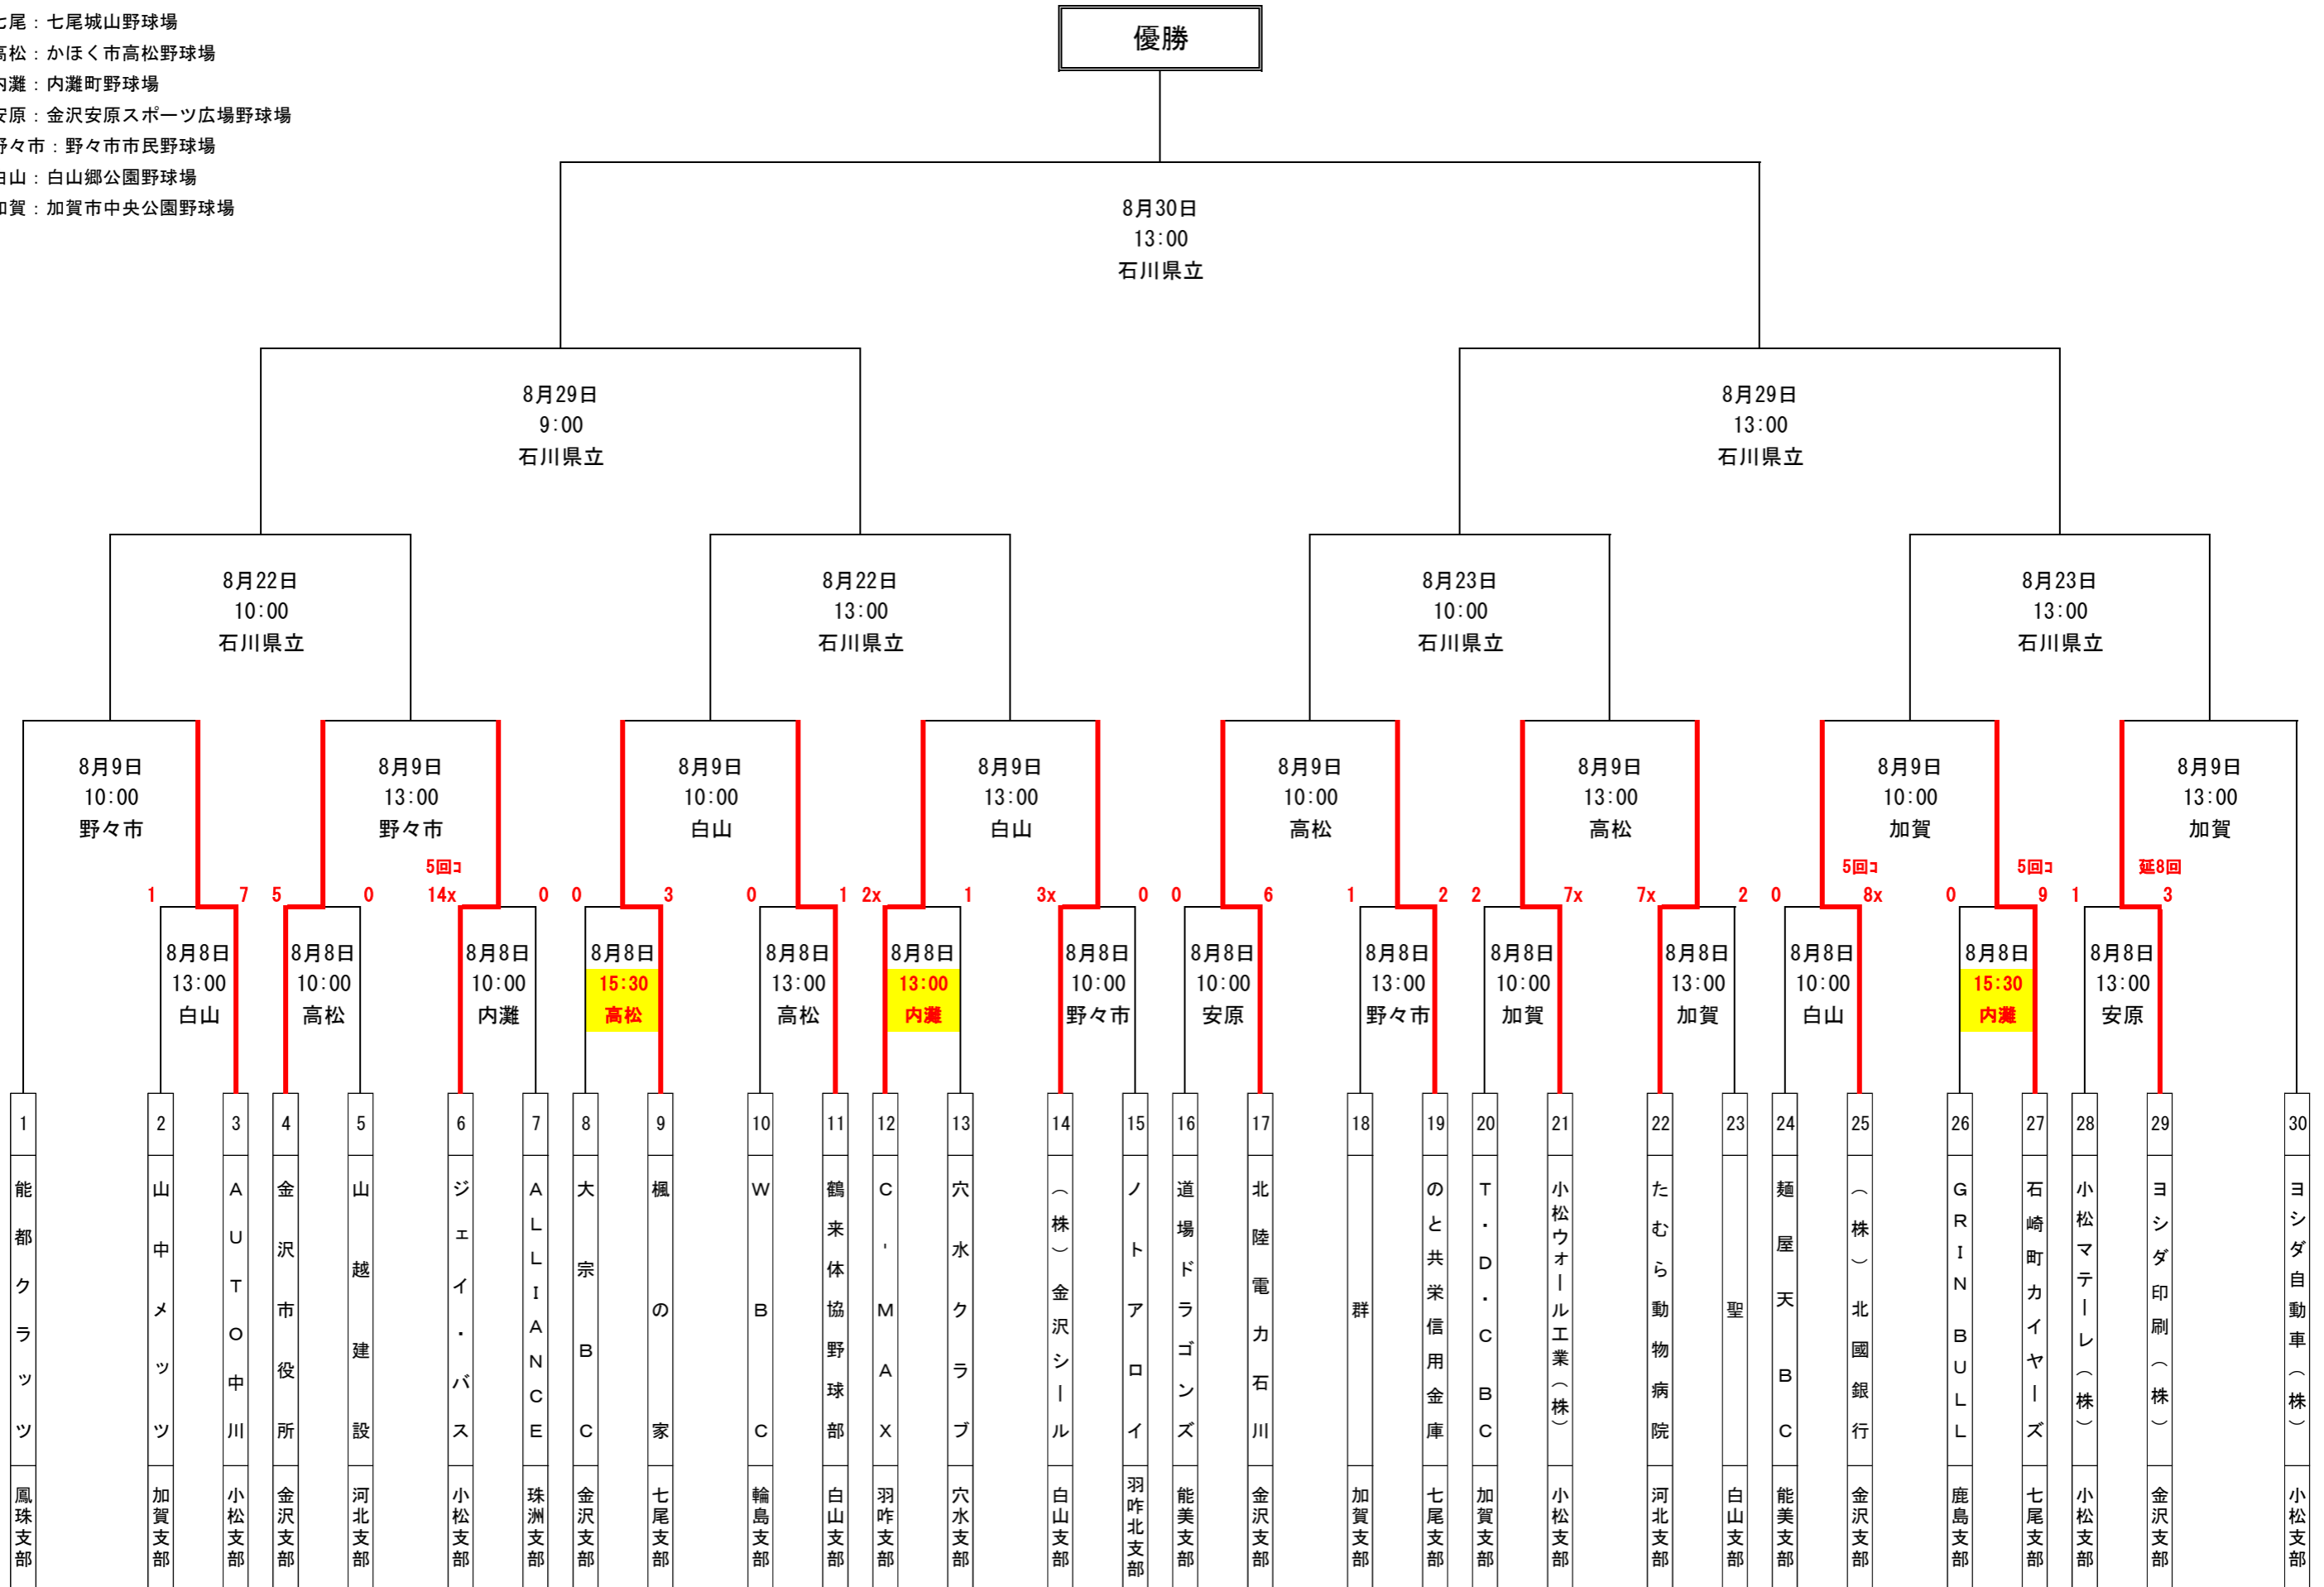 七尾：七尾城山野球場
高松：かほく市高松野球場
内灘：内灘町野球場
安原：金沢安原スポーツ広場野球場
野々市：野々市市民野球場
白山：白山郷公園野球場
加賀：加賀市中央公園野球場
優勝
8月30日
13:00
石川県立
8月29日
9:00
石川県立
8月29日
13:00
石川県立
8月22日
10:00
石川県立
8月22日
13:00
石川県立
8月23日
10:00
石川県立
8月23日
13:00
石川県立
8月9日
10:00
野々市
8月9日
13:00
野々市
8月9日
10:00
白山
8月9日
13:00
白山
8月9日
10:00
高松
8月9日
13:00
高松
8月9日
10:00
加賀
8月9日
13:00
加賀
5回コ 5回コ 5回コ 延8回
1 7 5 0 14x 0 0 3 0 1 2x 1 3x 0 0 6 1 2 2 7x 7x 2 0 8x 0 9 1 3
8月8日
13:00
白山
8月8日
10:00
高松
8月8日
10:00
内灘
8月8日
15:30
高松
8月8日
13:00
高松
8月8日
13:00
内灘
8月8日
10:00
野々市
8月8日
10:00
安原
8月8日
13:00
野々市
8月8日
10:00
加賀
8月8日
13:00
加賀
8月8日
10:00
白山
8月8日
15:30
内灘
8月8日
13:00
安原
1 能都クラッツ 鳳珠支部
2 山中メッツ 加賀支部
3 AUTO中川 小松支部
4 金沢市役所 金沢支部
5 山越建設 河北支部
6 ジェイ・バス 小松支部
7 ALLIANCE 珠洲支部
8 大宗BC 金沢支部
9 楓の家 七尾支部
10 WBC 輪島支部
11 鶴来体協野球部 白山支部
12 C'MAX 羽咋支部
13 穴水クラブ 穴水支部
14 （株）金沢シール 白山支部
15 ノトアロイ 羽咋北支部
16 道場ドラゴンズ 能美支部
17 北陸電力石川 金沢支部
18 群 加賀支部
19 のと共栄信用金庫 七尾支部
20 T・D・C BC 加賀支部
21 小松ウォール工業（株） 小松支部
22 たむら動物病院 河北支部
23 聖 白山支部
24 麺屋天 BC 能美支部
25 （株）北國銀行 金沢支部
26 GRIN BULL 鹿島支部
27 石崎町カイヤーズ 七尾支部
28 小松マテーレ（株） 小松支部
29 ヨシダ印刷（株） 金沢支部
30 ヨシダ自動車（株） 小松支部